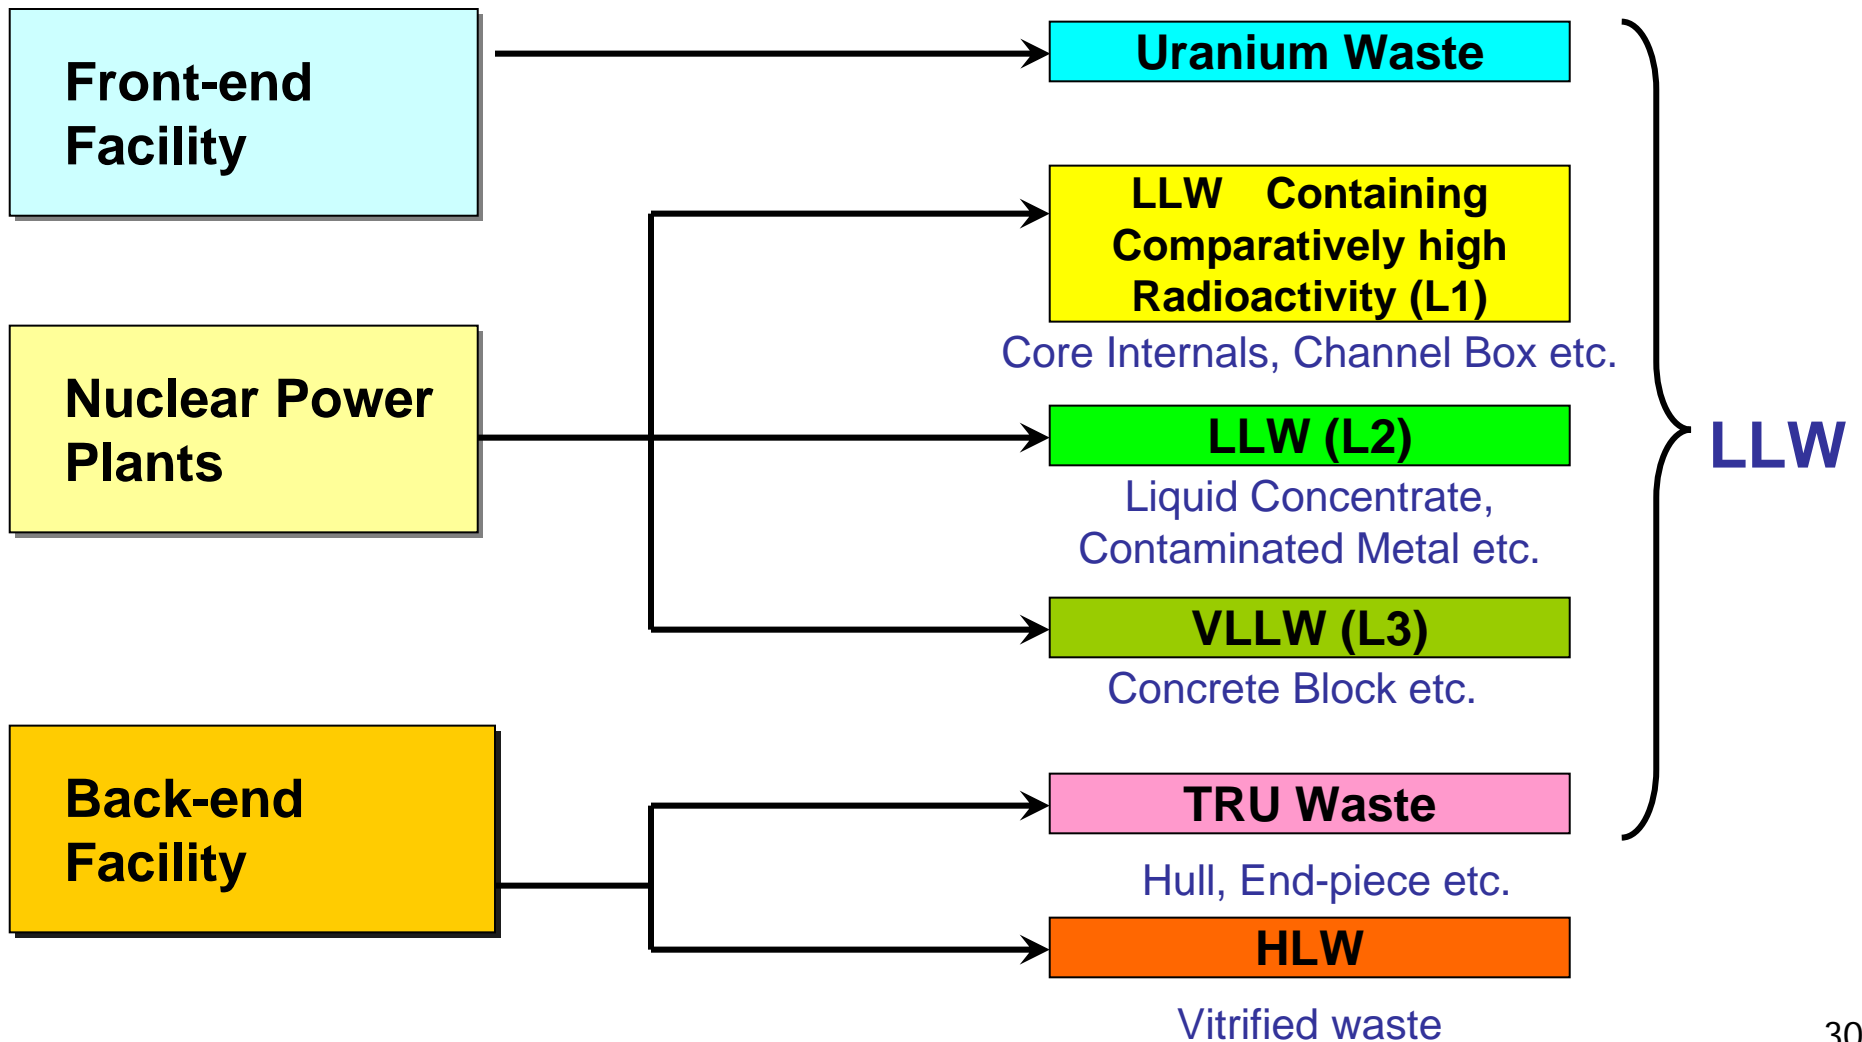 Front-end
Facility
Uranium Waste
LLW Containing
Comparatively high
Radioactivity (L1)
Core Internals, Channel Box etc.
Nuclear Power
Plants
LLW (L2)
Liquid Concentrate,
Contaminated Metal etc.
LLW
VLLW (L3)
Concrete Block etc.
Back-end
Facility
TRU Waste
Hull, End-piece etc.
HLW
Vitrified waste
30